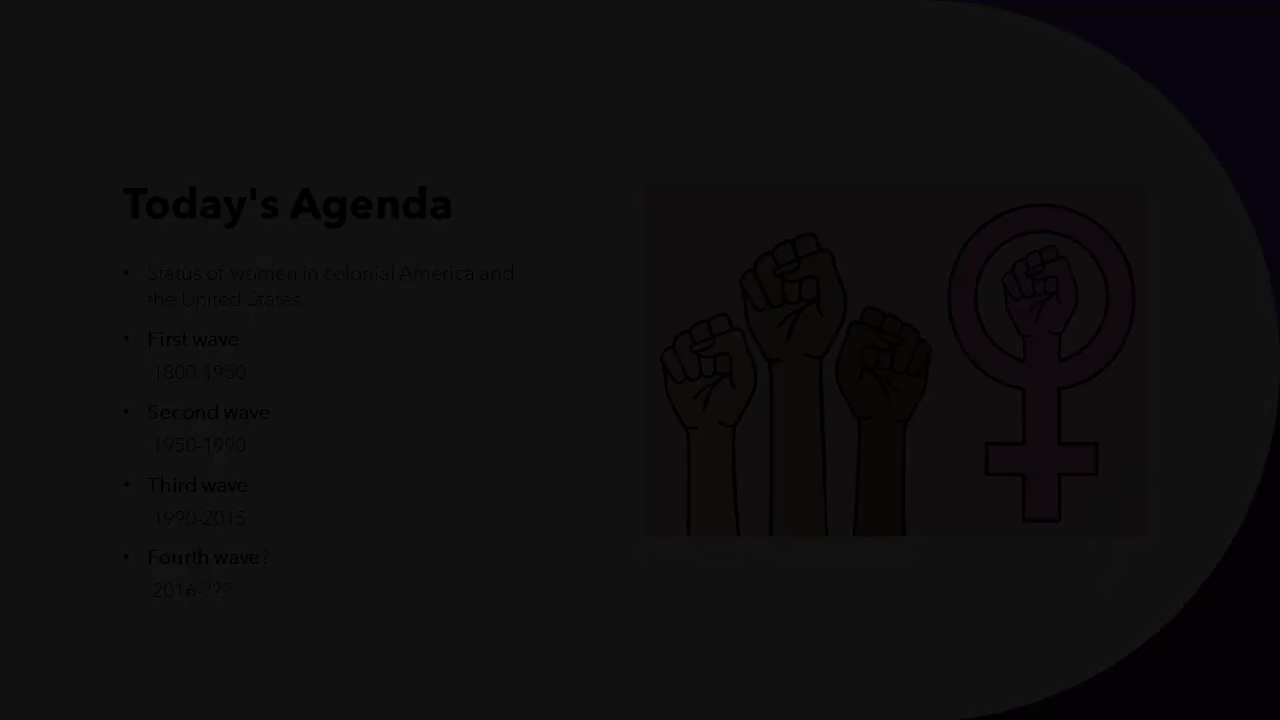 Today's Agenda
• Status of women in colonial America and
the United States
• First wave
1800-1950
• Second wave
1950-1990
• Third wave
1990-2015
• Fourth wave?
2016-???